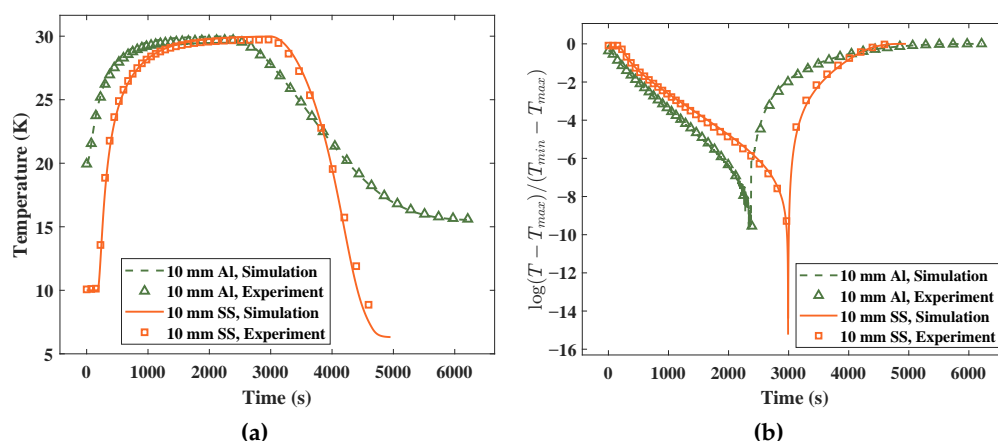 (a)
Temperature (K)
30
25
20
15
10
5
10 mm Al, Simulation
10 mm Al, Experiment
10 mm SS, Simulation
10 mm SS, Experiment
0 1000 2000 3000 4000 5000 6000
Time (s)
(a)
(b)
log(T − T_max)/(T_min − T_max)
0
−2
−4
−6
−8
−10
−12
−14
−16
10 mm Al, Simulation
10 mm Al, Experiment
10 mm SS, Simulation
10 mm SS, Experiment
0 1000 2000 3000 4000 5000 6000
Time (s)
(b)